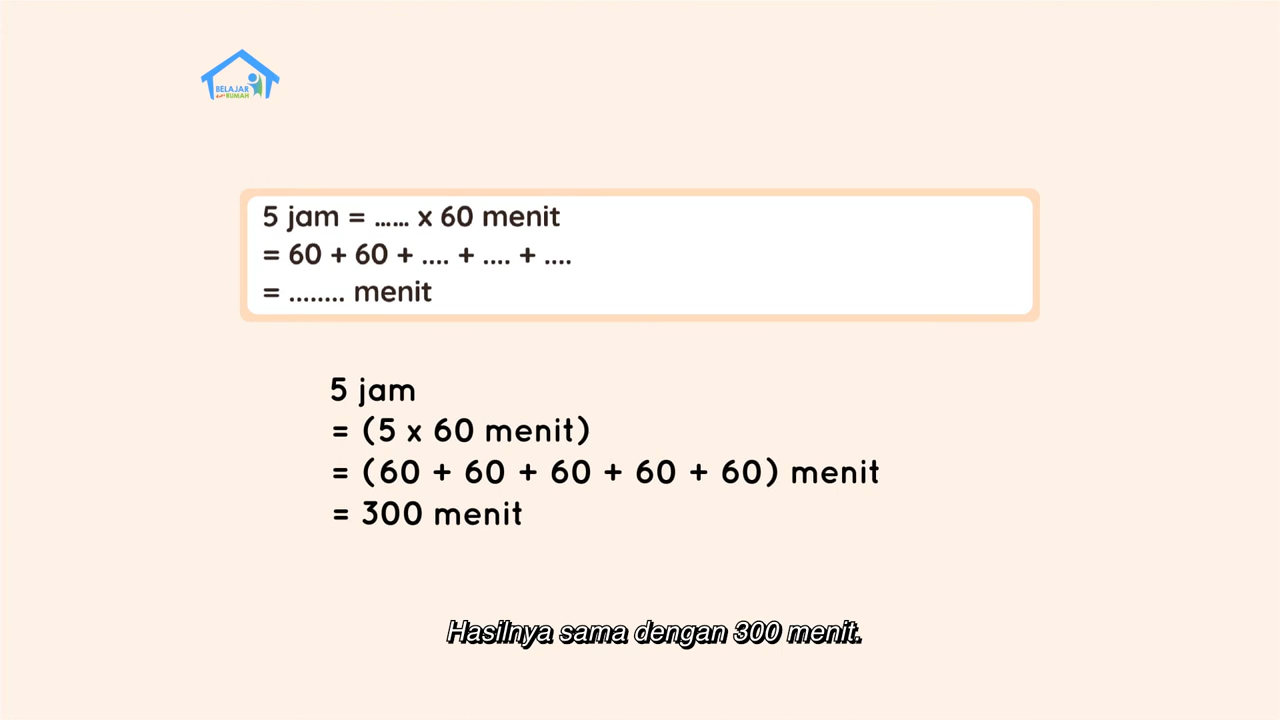 BELAJAR
dari RUMAH
5 jam = ...... x 60 menit
= 60 + 60 + .... + .... + ....
= ........ menit
5 jam
= (5 x 60 menit)
= (60 + 60 + 60 + 60 + 60) menit
= 300 menit
Hasilnya sama dengan 300 menit.